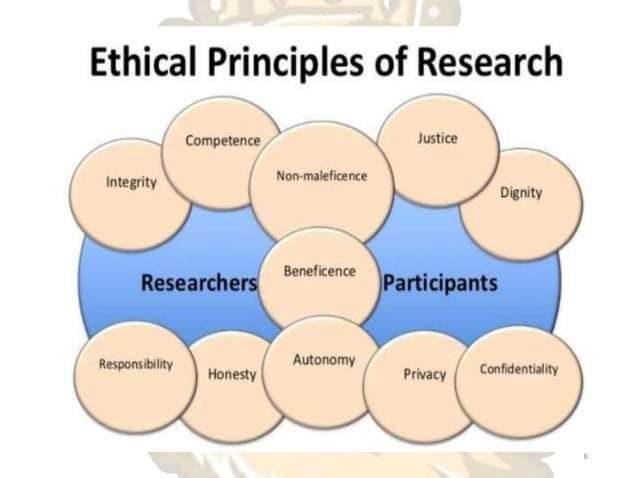 Ethical Principles of Research
Competence
Justice
Integrity
Non-maleficence
Dignity
Researchers
Beneficence
Participants
Responsibility
Honesty
Autonomy
Privacy
Confidentiality